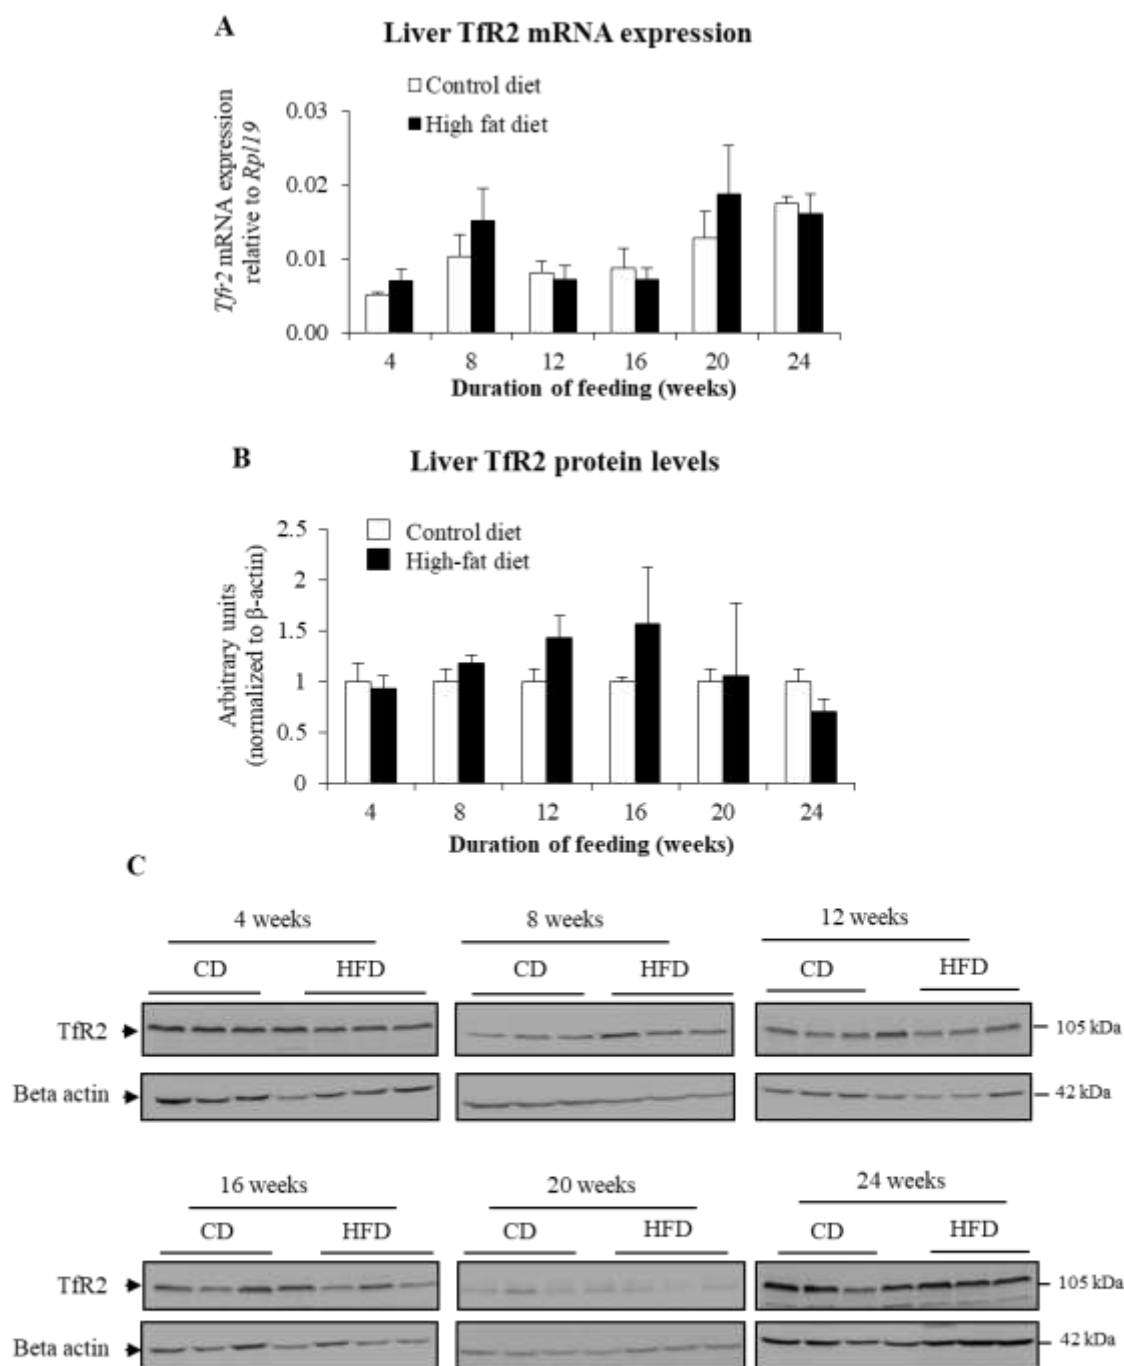 A
Liver TfR2 mRNA expression
Control diet
High fat diet
Tfr2 mRNA expression
relative to Rpl19
0.03
0.02
0.01
0.00
4 8 12 16 20 24
Duration of feeding (weeks)
B
Liver TfR2 protein levels
Control diet
High-fat diet
Arbitrary units
(normalized to β-actin)
2.5
2
1.5
1
0.5
0
4 8 12 16 20 24
Duration of feeding (weeks)
C
4 weeks 8 weeks 12 weeks
CD HFD CD HFD CD HFD
TfR2 105 kDa
Beta actin 42 kDa
16 weeks 20 weeks 24 weeks
CD HFD CD HFD CD HFD
TfR2 105 kDa
Beta actin 42 kDa